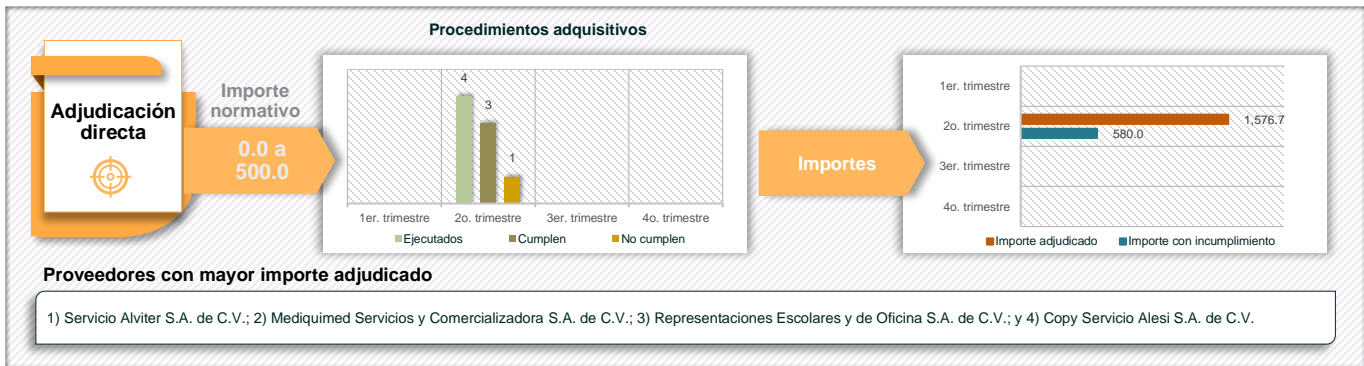 Procedimientos adquisitivos
Adjudicación
directa
Importe
normativo
0.0 a
500.0
4
3
1
1er. trimestre
2o. trimestre
3er. trimestre
4o. trimestre
Ejecutados
Cumplen
No cumplen
Importes
1er. trimestre
2o. trimestre
3er. trimestre
4o. trimestre
1,576.7
580.0
Importe adjudicado
Importe con incumplimiento
Proveedores con mayor importe adjudicado
1) Servicio Alviter S.A. de C.V.; 2) Mediquimed Servicios y Comercializadora S.A. de C.V.; 3) Representaciones Escolares y de Oficina S.A. de C.V.; y 4) Copy Servicio Alesi S.A. de C.V.